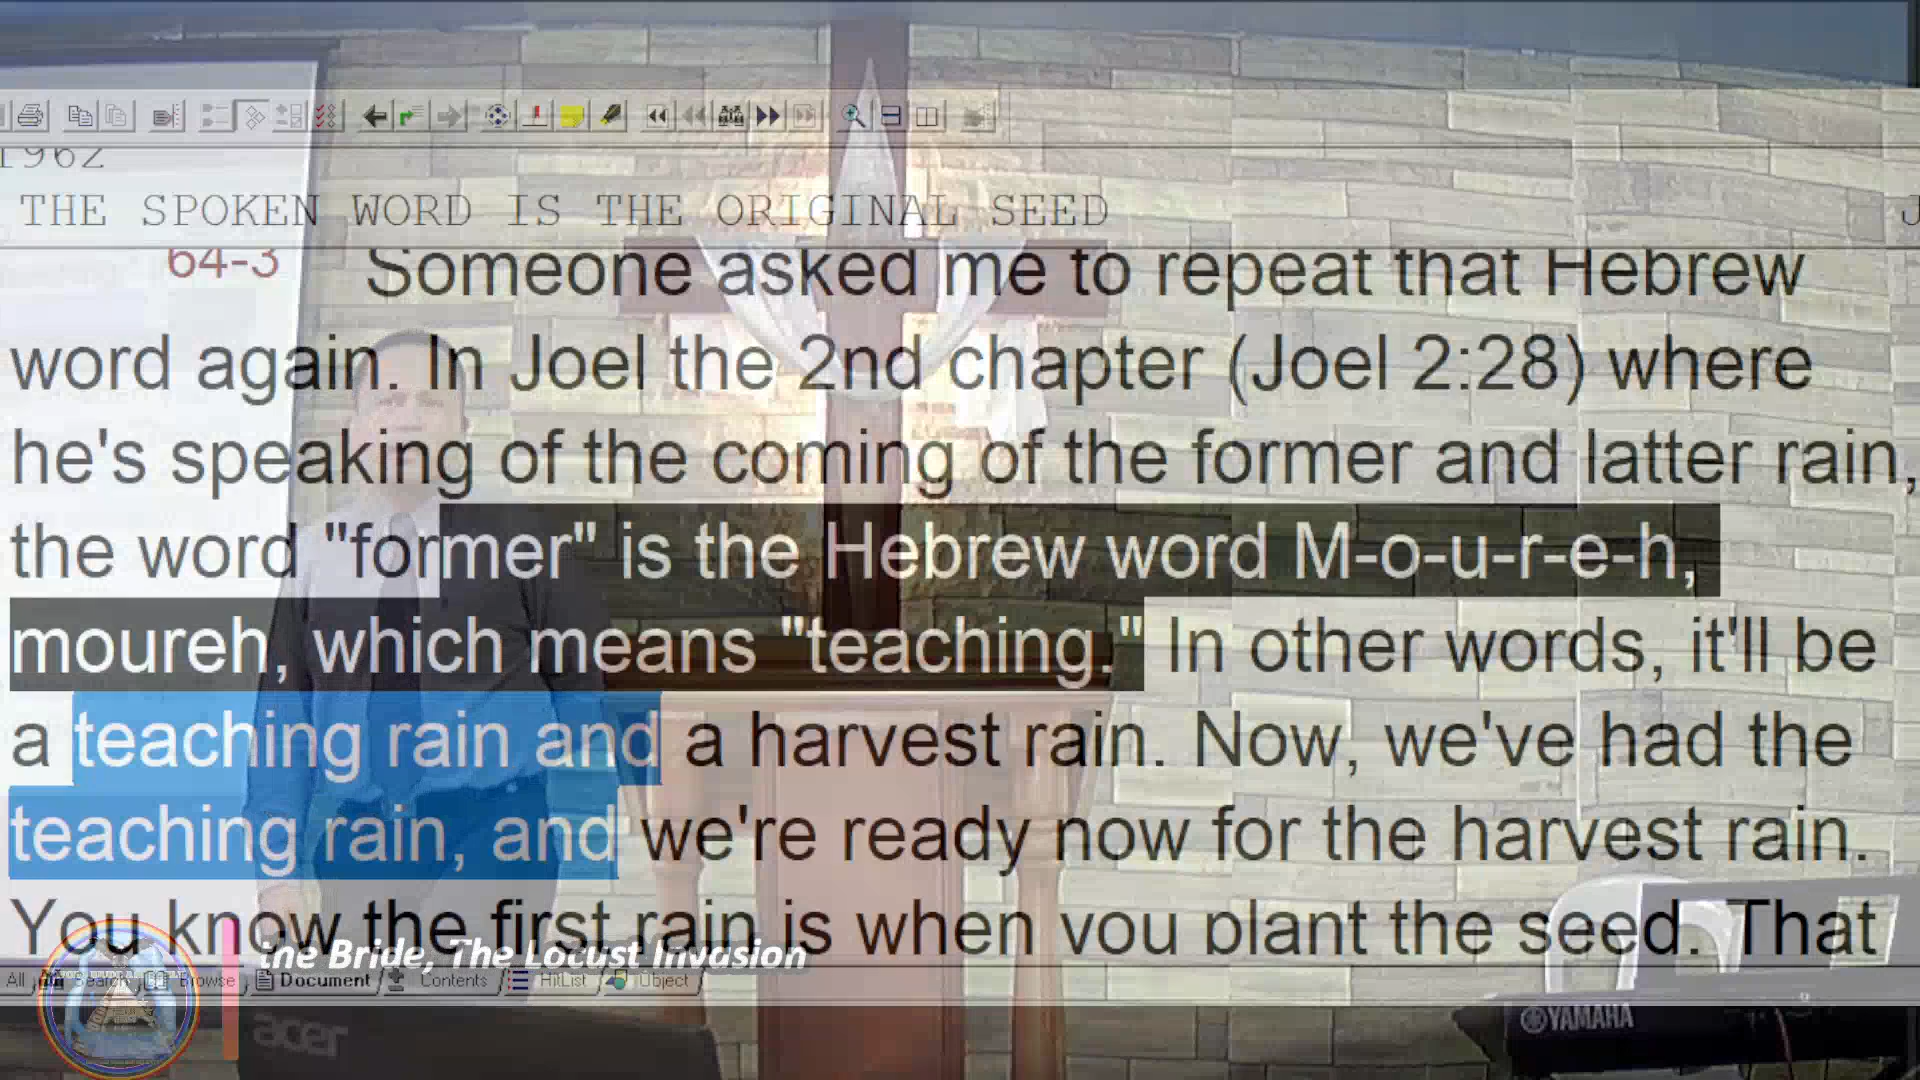 1962
THE SPOKEN WORD IS THE ORIGINAL SEED J
64-3 Someone asked me to repeat that Hebrew
word again. In Joel the 2nd chapter (Joel 2:28) where
he's speaking of the coming of the former and latter rain,
the word "former" is the Hebrew word M-o-u-r-e-h,
moureh, which means "teaching." In other words, it'll be
a teaching rain and a harvest rain. Now, we've had the
teaching rain, and we're ready now for the harvest rain.
You know the first rain is when you plant the seed. That
the Bride, The Locust Invasion
All Search Browse Document Contents HitList Object
acer
YAMAHA